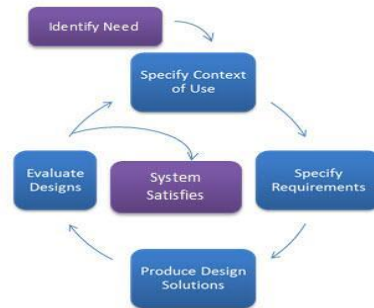 Identify Need
Specify Context
of Use
Evaluate
Designs
System
Satisfies
Specify
Requirements
Produce Design
Solutions